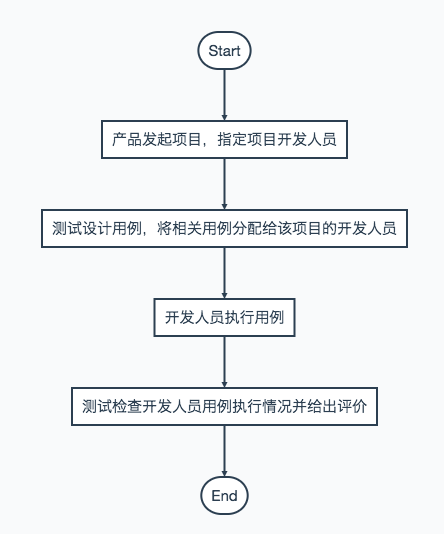 Start
产品发起项目，指定项目开发人员
测试设计用例，将相关用例分配给该项目的开发人员
开发人员执行用例
测试检查开发人员用例执行情况并给出评价
End